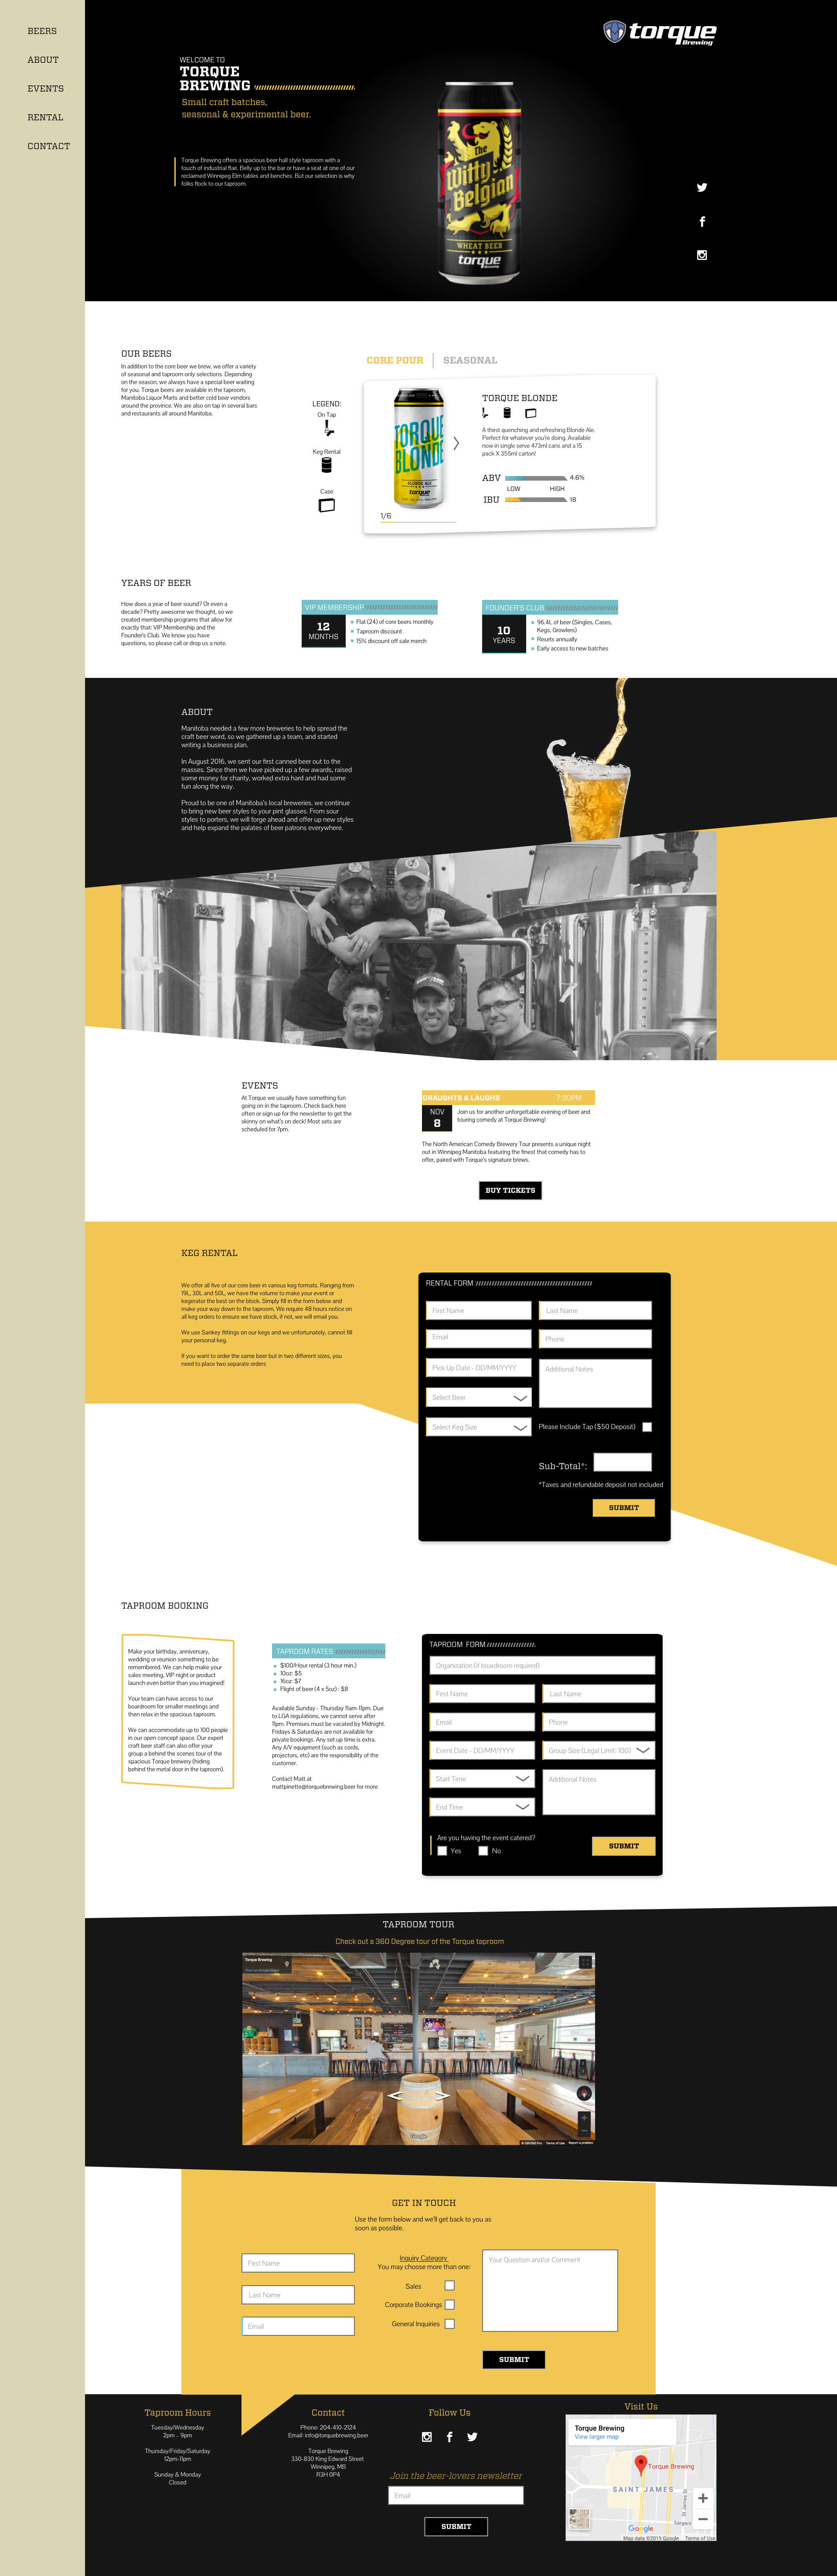 BEERS
ABOUT
EVENTS
RENTAL
CONTACT
torque
Brewing
WELCOME TO
TORQUE
BREWING
Small craft batches,
seasonal & experimental beer.
Torque Brewing offers a spacious beer hall style taproom with a
touch of industrial flair. Belly up to the bar or have a seat at one of our
reclaimed Winnipeg Elm tables and benches. But our selection is why
folks flock to our taproom.
The
Witty
Belgian
WHEAT BEER
torque
Brewing
OUR BEERS
In addition to the core beer we brew, we offer a variety
of seasonal and taproom only selections. Depending
on the season, we always have a special beer waiting
for you. Torque beers are available in the taproom,
Manitoba Liquor Marts and better cold beer vendors
around the province. We are also on tap in several bars
and restaurants all around Manitoba.
LEGEND:
On Tap
Keg Rental
Case
CORE POUR
SEASONAL
TORQUE
BLONDE
BLONDE ALE
torque
1/6
TORQUE BLONDE
A thirst quenching and refreshing Blonde Ale.
Perfect for whatever you're doing. Available
now in single serve 473ml cans and a 15
pack X 355ml carton!
ABV
4.6%
LOW
HIGH
IBU
18
YEARS OF BEER
How does a year of beer sound? Or even a
decade? Pretty awesome we thought, so we
created membership programs that allow for
exactly that: VIP Membership and the
Founder's Club. We know you have
questions, so please call or drop us a note.
VIP MEMBERSHIP
12
MONTHS
Flat (24) of core beers monthly
Taproom discount
15% discount off sale merch
FOUNDER'S CLUB
10
YEARS
96.4L of beer (Singles, Cases,
Kegs, Growlers)
Resets annually
Early access to new batches
ABOUT
Manitoba needed a few more breweries to help spread the
craft beer word, so we gathered up a team, and started
writing a business plan.
In August 2016, we sent our first canned beer out to the
masses. Since then we have picked up a few awards, raised
some money for charity, worked extra hard and had some
fun along the way.
Proud to be one of Manitoba's local breweries, we continue
to bring new beer styles to your pint glasses. From sour
styles to porters, we will forge ahead and offer up new styles
and help expand the palates of beer patrons everywhere.
EVENTS
At Torque we usually have something fun
going on in the taproom. Check back here
often or sign up for the newsletter to get the
skinny on what's on deck! Most sets are
scheduled for 7pm.
DRAUGHTS & LAUGHS
7:30PM
NOV
8
Join us for another unforgettable evening of beer and
touring comedy at Torque Brewing!
The North American Comedy Brewery Tour presents a unique night
out in Winnipeg Manitoba featuring the finest that comedy has to
offer, paired with Torque's signature brews.
BUY TICKETS
KEG RENTAL
We offer all five of our core beer in various keg formats. Ranging from
19L, 30L and 50L, we have the volume to make your event or
kegerator the best on the block. Simply fill in the form below and
make your way down to the taproom. We require 48 hours notice on
all keg orders to ensure we have stock, if not, we will email you.
We use Sankey fittings on our kegs and we unfortunately, cannot fill
your personal keg.
If you want to order the same beer but in two different sizes, you
need to place two separate orders
RENTAL FORM
First Name
Last Name
Email
Phone
Pick Up Date - DD/MM/YYYY
Additional Notes
Select Beer
Select Keg Size
Please Include Tap ($50 Deposit)
Sub-Total*:
*Taxes and refundable deposit not included
SUBMIT
TAPROOM BOOKING
Make your birthday, anniversary,
wedding or reunion something to be
remembered. We can help make your
sales meeting, VIP night or product
launch even better than you imagined!
Your team can have access to our
boardroom for smaller meetings and
then relax in the spacious taproom.
We can accommodate up to 100 people
in our open concept space. Our expert
craft beer staff can also offer your
group a behind the scenes tour of the
spacious Torque brewery (hiding
behind the metal door in the taproom).
TAPROOM RATES
$100/Hour rental (3 hour min.)
10oz: $5
16oz: $7
Flight of beer (4 x 5oz) : $8
Available Sunday - Thursday 11am-11pm. Due
to LGA regulations, we cannot serve after
11pm. Premises must be vacated by Midnight.
Fridays & Saturdays are not available for
private bookings. Any set up time is extra.
Any A/V equipment (such as cords,
projectors, etc) are the responsibility of the
customer.
Contact Matt at
mattpinette@torquebrewing.beer for more
TAPROOM FORM
Organization (if boardroom required)
First Name
Last Name
Email
Phone
Event Date - DD/MM/YYYY
Group Size (Legal Limit: 100)
Start Time
Additional Notes
End Time
Are you having the event catered?
Yes
No
SUBMIT
TAPROOM TOUR
Check out a 360 Degree tour of the Torque taproom
Torque Brewing
View on Google Maps
Google
Terms of Use
Report a problem
GET IN TOUCH
Use the form below and we'll get back to you as
soon as possible.
First Name
Last Name
Email
Inquiry Category
You may choose more than one:
Sales
Corporate Bookings
General Inquiries
Your Question and/or Comment
SUBMIT
Taproom Hours
Tuesday/Wednesday
2pm - 9pm
Thursday/Friday/Saturday
12pm-11pm
Sunday & Monday
Closed
Contact
Phone: 204-410-2124
Email: info@torquebrewing.beer
Torque Brewing
330-830 King Edward Street
Winnipeg, MB
R3H 0P4
Follow Us
Join the beer-lovers newsletter
Email
SUBMIT
Visit Us
Torque Brewing
View larger map
Torque Brewing
SAINT JAMES
St James St
Sargent
Google
Map data ©2019 Google
Terms of Use